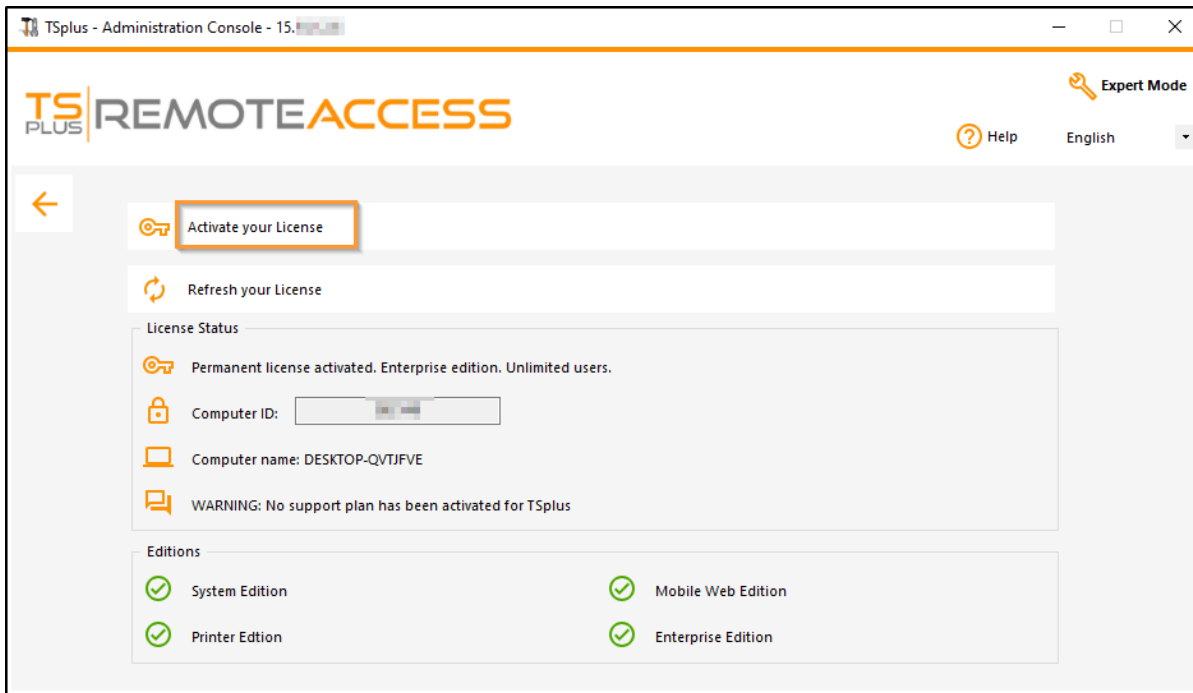 TSplus - Administration Console - 15.
Expert Mode
TS PLUS REMOTEACCESS
Help
English
Activate your License
Refresh your License
License Status
Permanent license activated. Enterprise edition. Unlimited users.
Computer ID:
Computer name: DESKTOP-QVTJFVE
WARNING: No support plan has been activated for TSplus
Editions
System Edition
Mobile Web Edition
Printer Edtion
Enterprise Edition